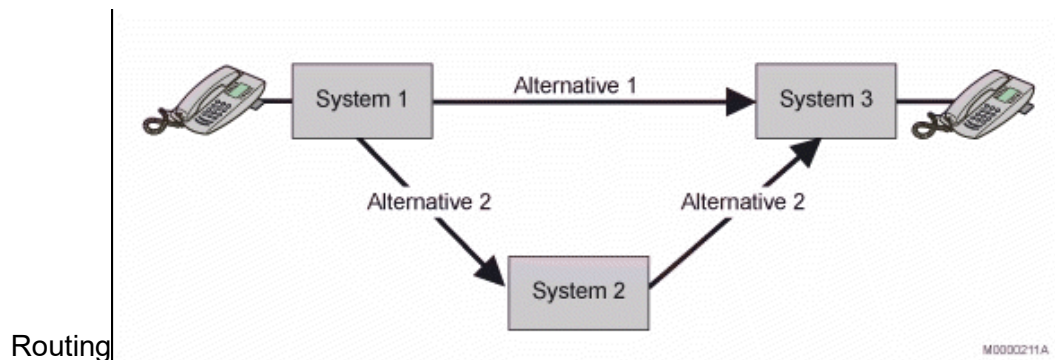 Alternative 1
System 1
System 3
Alternative 2
Alternative 2
System 2
Routing
M0000211A